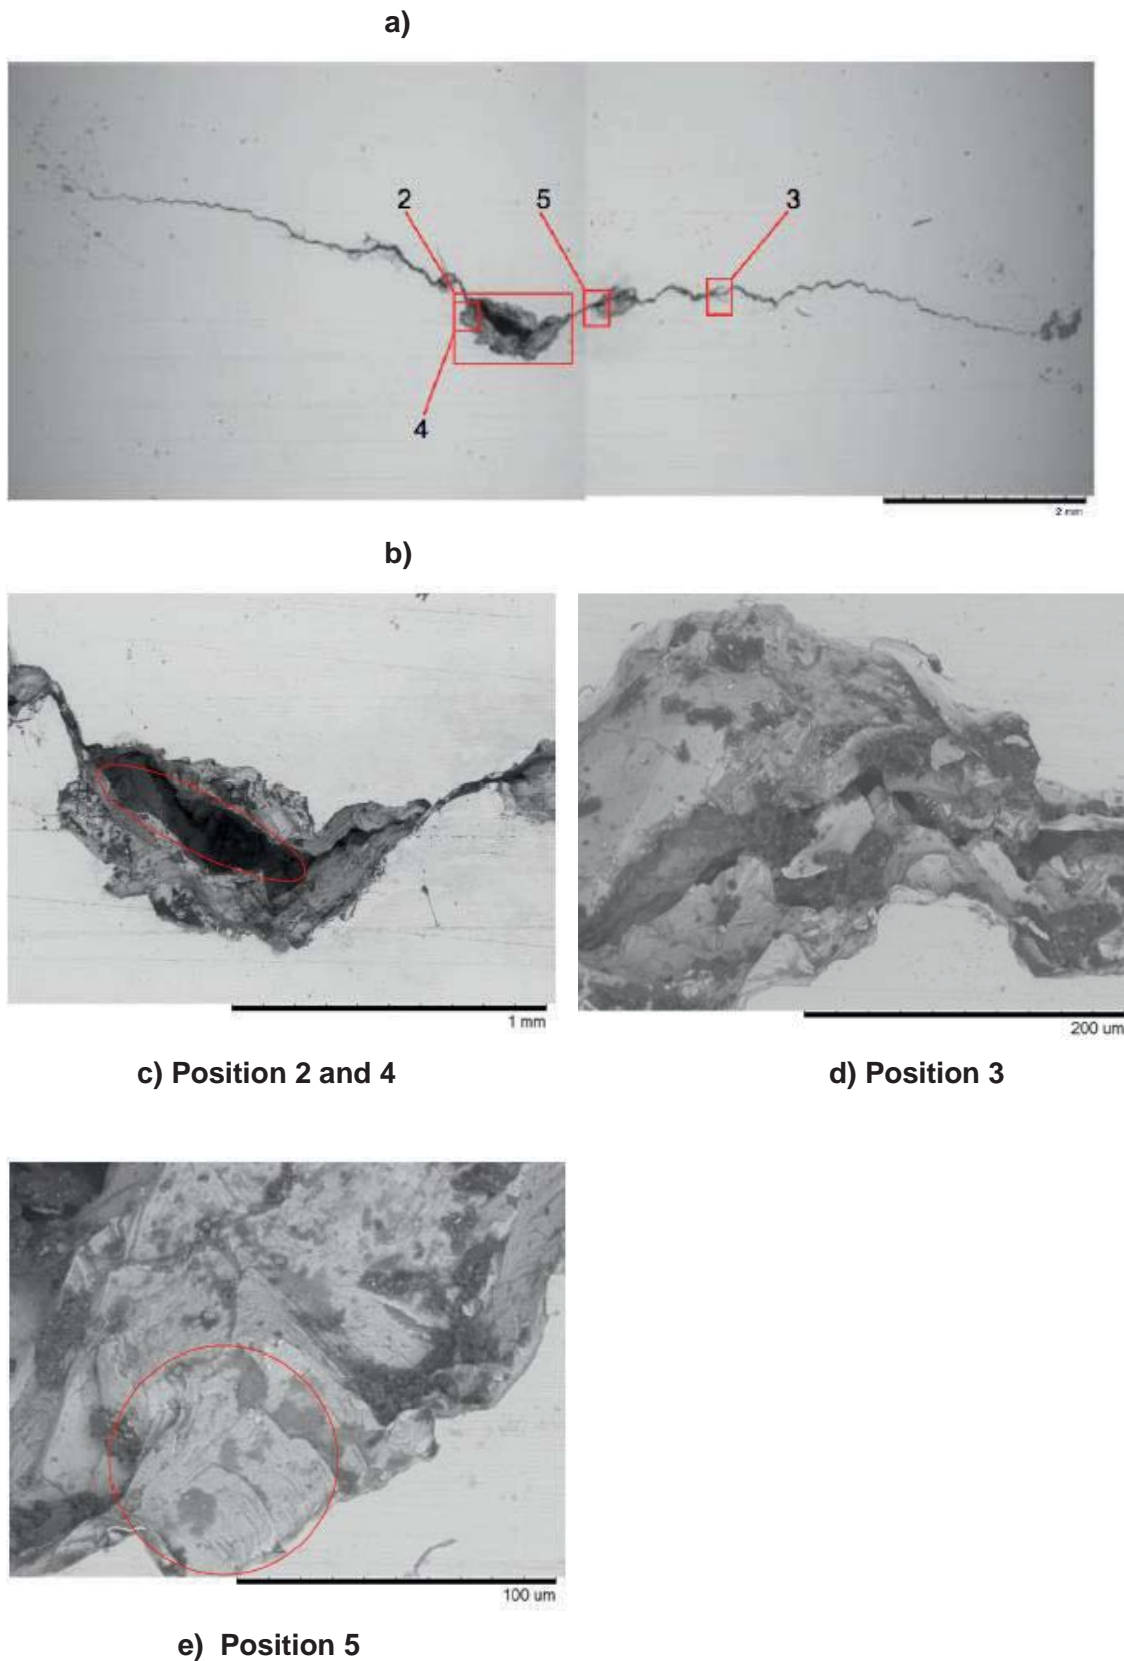 a)
2
5
3
4
2 mm
b)
1 mm
200 um
c) Position 2 and 4
d) Position 3
100 um
e) Position 5